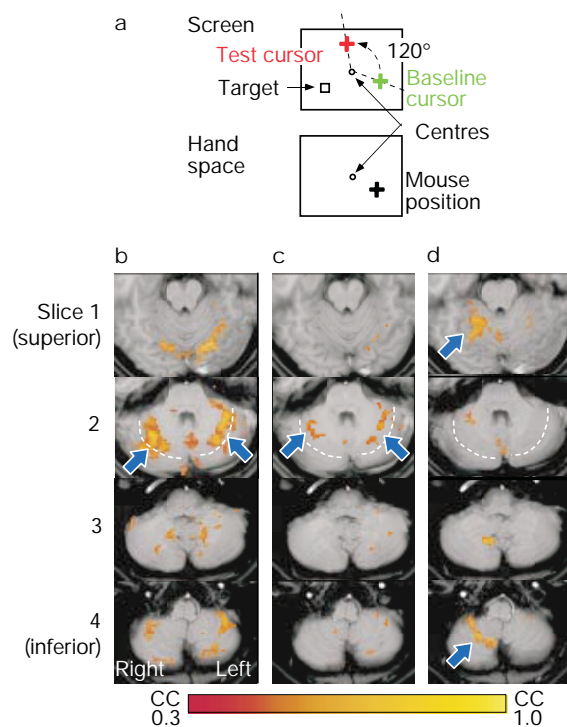 a
Screen
Test cursor
120°
Target
Baseline
cursor
Centres
Hand
space
Mouse
position
b
c
d
Slice 1
(superior)
2
3
4
(inferior)
Right
Left
CC
0.3
CC
1.0